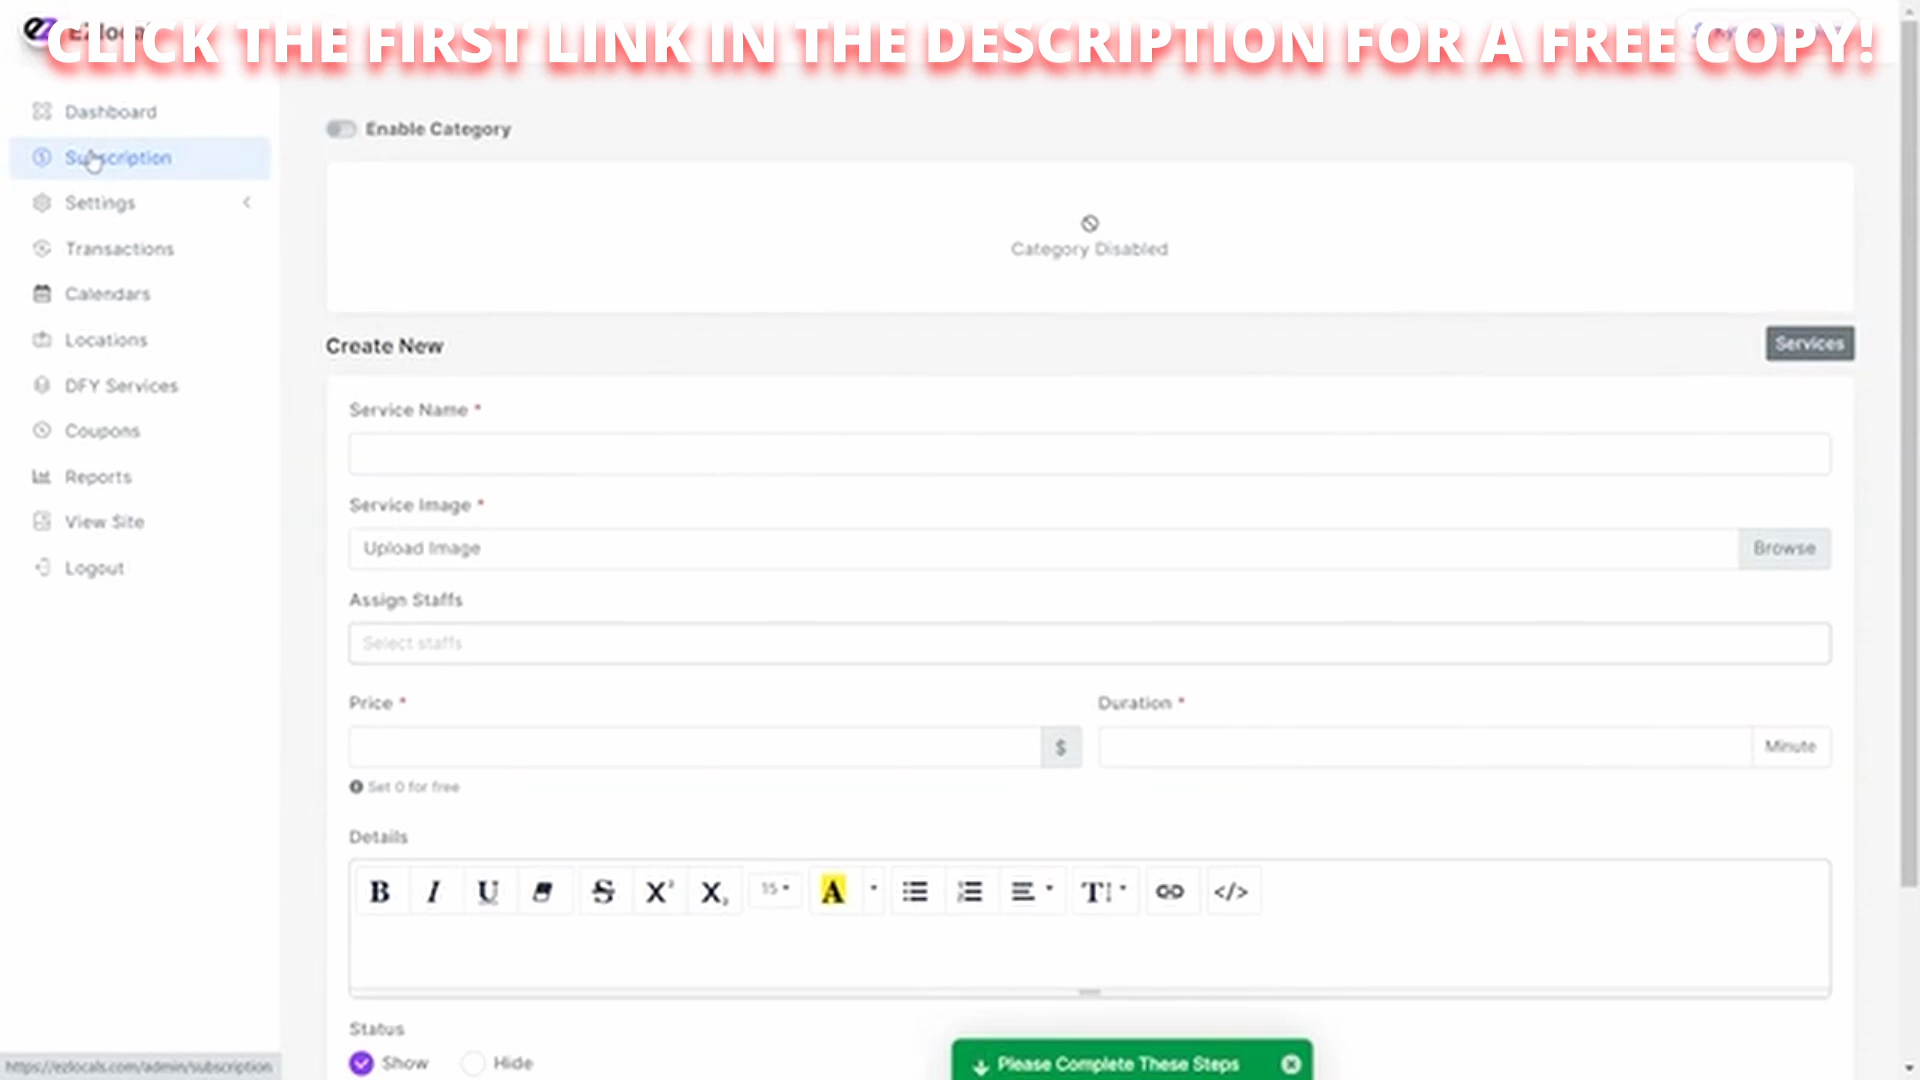 CLICK THE FIRST LINK IN THE DESCRIPTION FOR A FREE COPY!
Dashboard
Subscription
Settings
Transactions
Calendars
Locations
DFY Services
Coupons
Reports
View Site
Logout
Enable Category
Category Disabled
Create New
Services
Service Name *
Service Image *
Upload Image
Browse
Assign Staffs
Select staffs
Price *
Duration *
$
Minute
Set 0 for free
Details
B I U S X² X₂ 15 A T </>
Status
Show Hide
Please Complete These Steps
https://ezlocals.com/admin/subscription